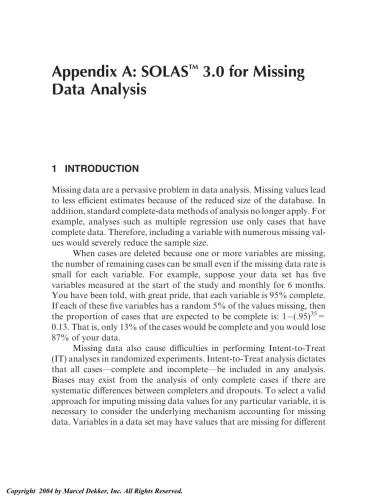 Appendix A: SOLAS™ 3.0 for Missing
Data Analysis
1 INTRODUCTION
Missing data are a pervasive problem in data analysis. Missing values lead
to less efficient estimates because of the reduced size of the database. In
addition, standard complete-data methods of analysis no longer apply. For
example, analyses such as multiple regression use only cases that have
complete data. Therefore, including a variable with numerous missing val-
ues would severely reduce the sample size.
When cases are deleted because one or more variables are missing,
the number of remaining cases can be small even if the missing data rate is
small for each variable. For example, suppose your data set has five
variables measured at the start of the study and monthly for 6 months.
You have been told, with great pride, that each variable is 95% complete.
If each of these five variables has a random 5% of the values missing, then
the proportion of cases that are expected to be complete is: 1–(.95)³⁵ =
0.13. That is, only 13% of the cases would be complete and you would lose
87% of your data.
Missing data also cause difficulties in performing Intent-to-Treat
(IT) analyses in randomized experiments. Intent-to-Treat analysis dictates
that all cases—complete and incomplete—be included in any analysis.
Biases may exist from the analysis of only complete cases if there are
systematic differences between completers and dropouts. To select a valid
approach for imputing missing data values for any particular variable, it is
necessary to consider the underlying mechanism accounting for missing
data. Variables in a data set may have values that are missing for different
Copyright 2004 by Marcel Dekker, Inc. All Rights Reserved.